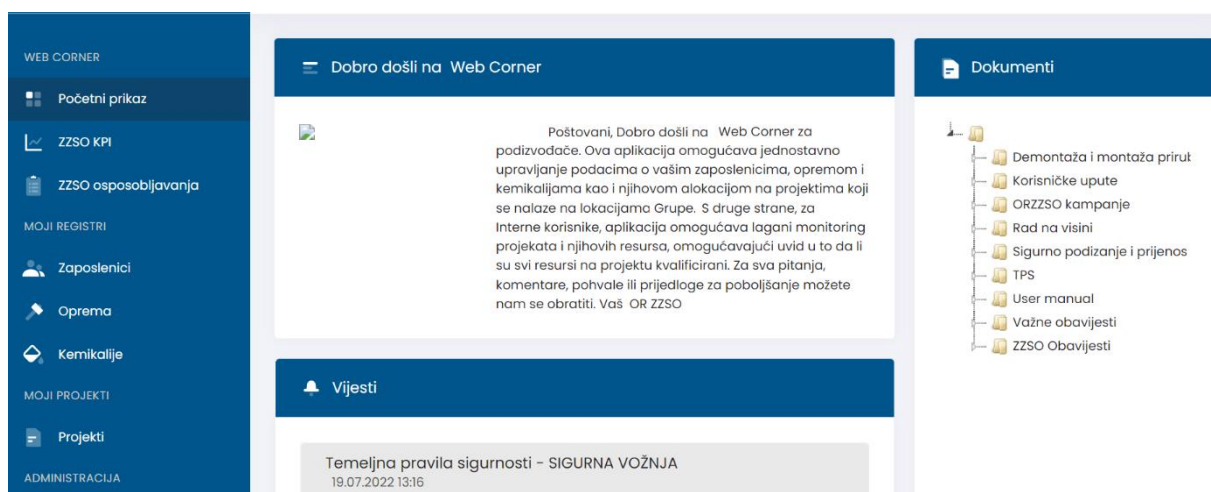 WEB CORNER
Početni prikaz
ZZSO KPI
ZZSO osposobljavanja
MOJI REGISTRI
Zaposlenici
Oprema
Kemikalije
MOJI PROJEKTI
Projekti
ADMINISTRACIJA
Dobro došli na Web Corner
Poštovani, Dobro došli na Web Corner za
podizvođače. Ova aplikacija omogućava jednostavno
upravljanje podacima o vašim zaposlenicima, opremom i
kemikalijama kao i njihovom alokacijom na projektima koji
se nalaze na lokacijama Grupe. S druge strane, za
Interne korisnike, aplikacija omogućava lagani monitoring
projekata i njihovih resursa, omogućavajući uvid u to da li
su svi resursi na projektu kvalificirani. Za sva pitanja,
komentare, pohvale ili prijedloge za poboljšanje možete
nam se obratiti. Vaš OR ZZSO
Vijesti
Temeljna pravila sigurnosti - SIGURNA VOŽNJA
19.07.2022 13:16
Dokumenti
Demontaža i montaža prirub
Korisničke upute
ORZZSO kampanje
Rad na visini
Sigurno podizanje i prijenos
TPS
User manual
Važne obavijesti
ZZSO Obavijesti